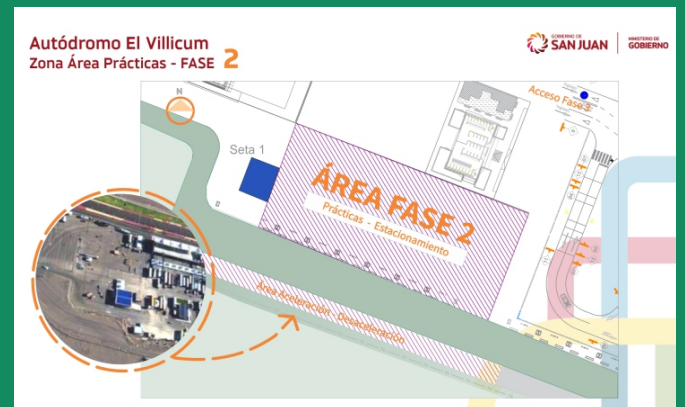 Autódromo El Villicum
Zona Área Prácticas - FASE 2
GOBIERNO DE
SAN JUAN
MINISTERIO DE
GOBIERNO
N
Acceso Fase 3
Seta 1
ÁREA FASE 2
Prácticas - Estacionamiento
Área Aceleración - Desaceleración